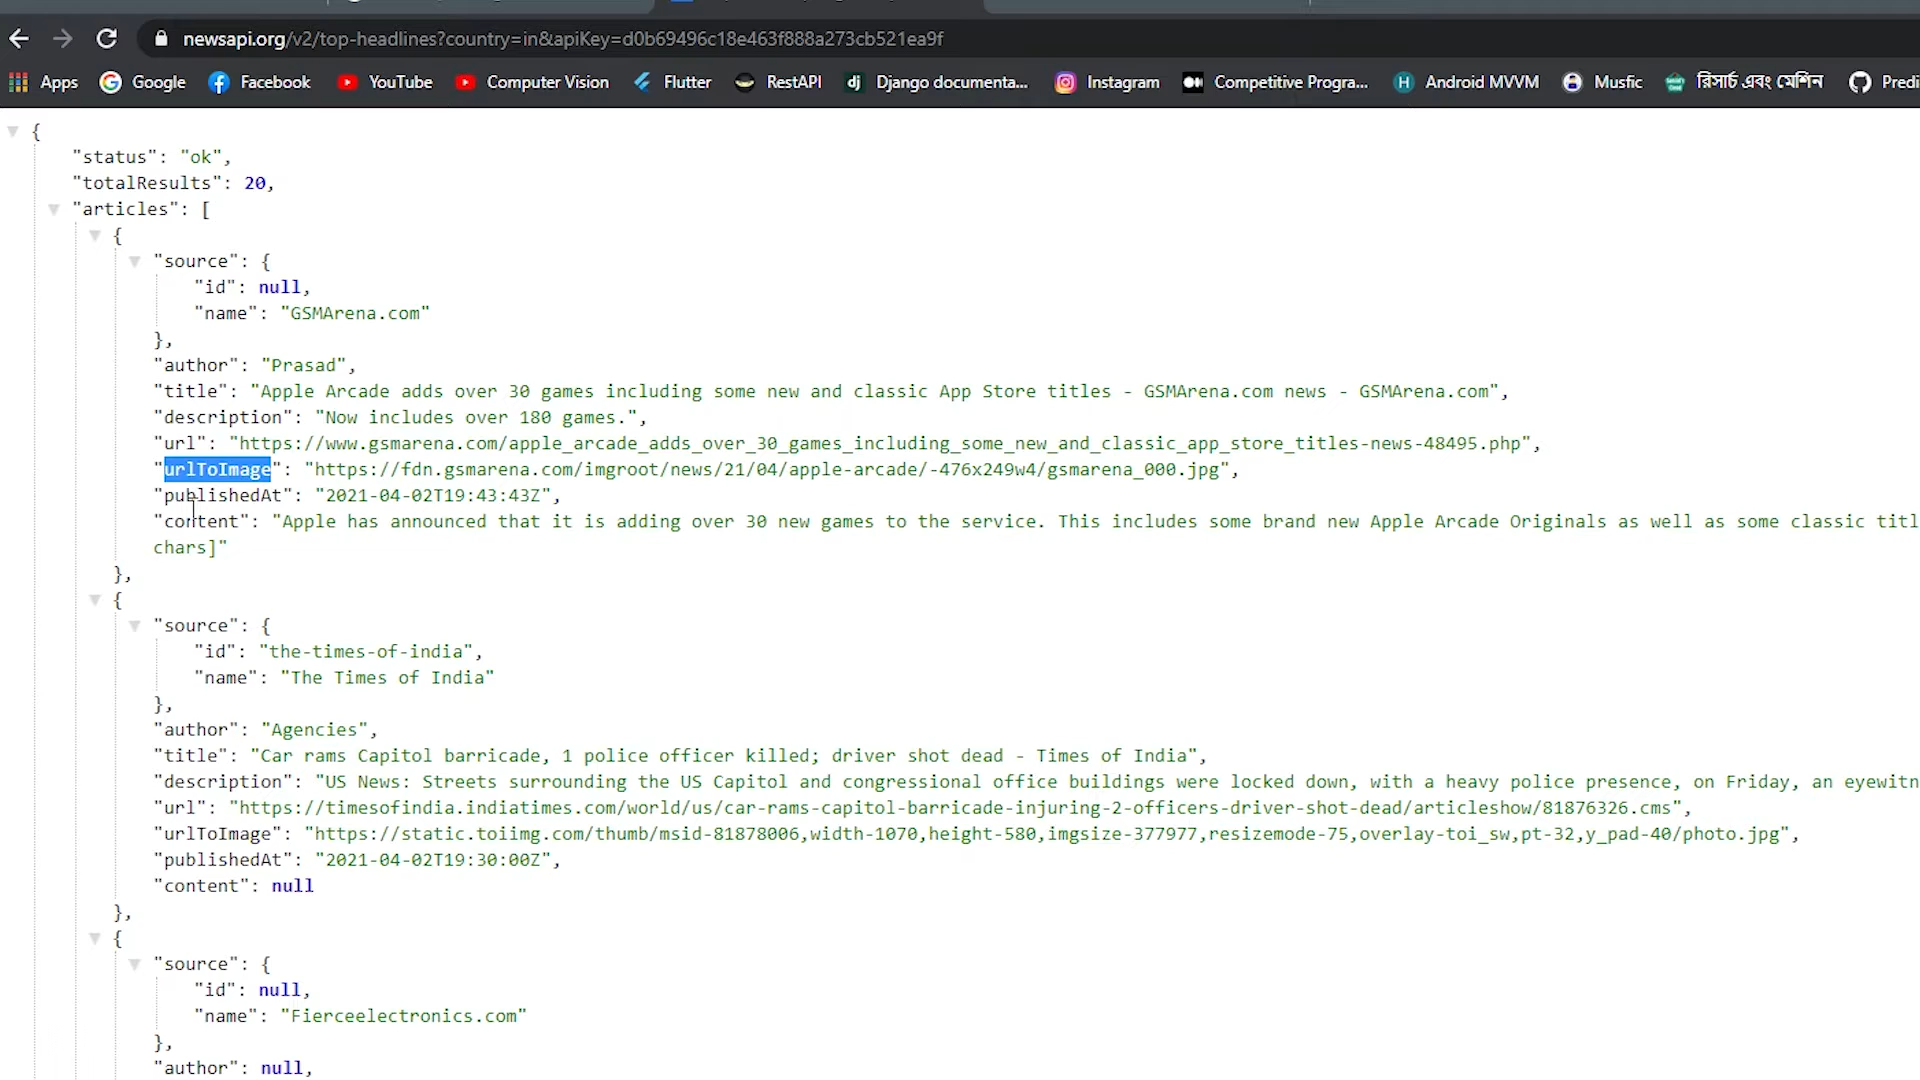 newsapi.org/v2/top-headlines?country=in&apiKey=d0b69496c18e463f888a273cb521ea9f
Apps Google Facebook YouTube Computer Vision Flutter RestAPI dj Django documenta... Instagram Competitive Progra... H Android MVVM Musfic রিসার্চ এবং মেশিন Predi
{
"status": "ok",
"totalResults": 20,
"articles": [
{
"source": {
"id": null,
"name": "GSMArena.com"
},
"author": "Prasad",
"title": "Apple Arcade adds over 30 games including some new and classic App Store titles - GSMArena.com news - GSMArena.com",
"description": "Now includes over 180 games.",
"url": "https://www.gsmarena.com/apple_arcade_adds_over_30_games_including_some_new_and_classic_app_store_titles-news-48495.php",
"urlToImage": "https://fdn.gsmarena.com/imgroot/news/21/04/apple-arcade/-476x249w4/gsmarena_000.jpg",
"publishedAt": "2021-04-02T19:43:43Z",
"content": "Apple has announced that it is adding over 30 new games to the service. This includes some brand new Apple Arcade Originals as well as some classic titl
chars]"
},
{
"source": {
"id": "the-times-of-india",
"name": "The Times of India"
},
"author": "Agencies",
"title": "Car rams Capitol barricade, 1 police officer killed; driver shot dead - Times of India",
"description": "US News: Streets surrounding the US Capitol and congressional office buildings were locked down, with a heavy police presence, on Friday, an eyewitn
"url": "https://timesofindia.indiatimes.com/world/us/car-rams-capitol-barricade-injuring-2-officers-driver-shot-dead/articleshow/81876326.cms",
"urlToImage": "https://static.toiimg.com/thumb/msid-81878006,width-1070,height-580,imgsize-377977,resizemode-75,overlay-toi_sw,pt-32,y_pad-40/photo.jpg",
"publishedAt": "2021-04-02T19:30:00Z",
"content": null
},
{
"source": {
"id": null,
"name": "Fierceelectronics.com"
},
"author": null,